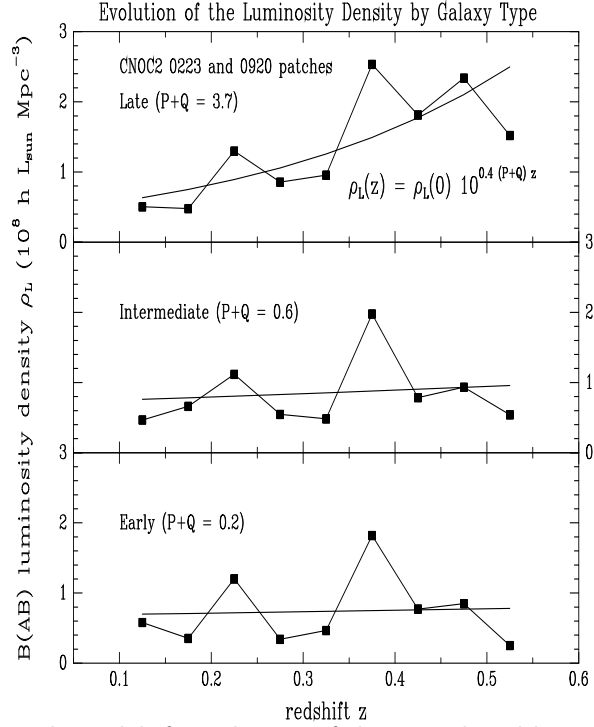 Evolution of the Luminosity Density by Galaxy Type
B(AB) luminosity density ρL (10^8 h Lsun Mpc^−3)
3
CNOC2 0223 and 0920 patches
Late (P+Q = 3.7)
2
1
ρL(z) = ρL(0) 10^0.4 (P+Q) z
0
3
Intermediate (P+Q = 0.6)
2
1
0
3
Early (P+Q = 0.2)
2
1
0
0.1 0.2 0.3 0.4 0.5 0.6
redshift z